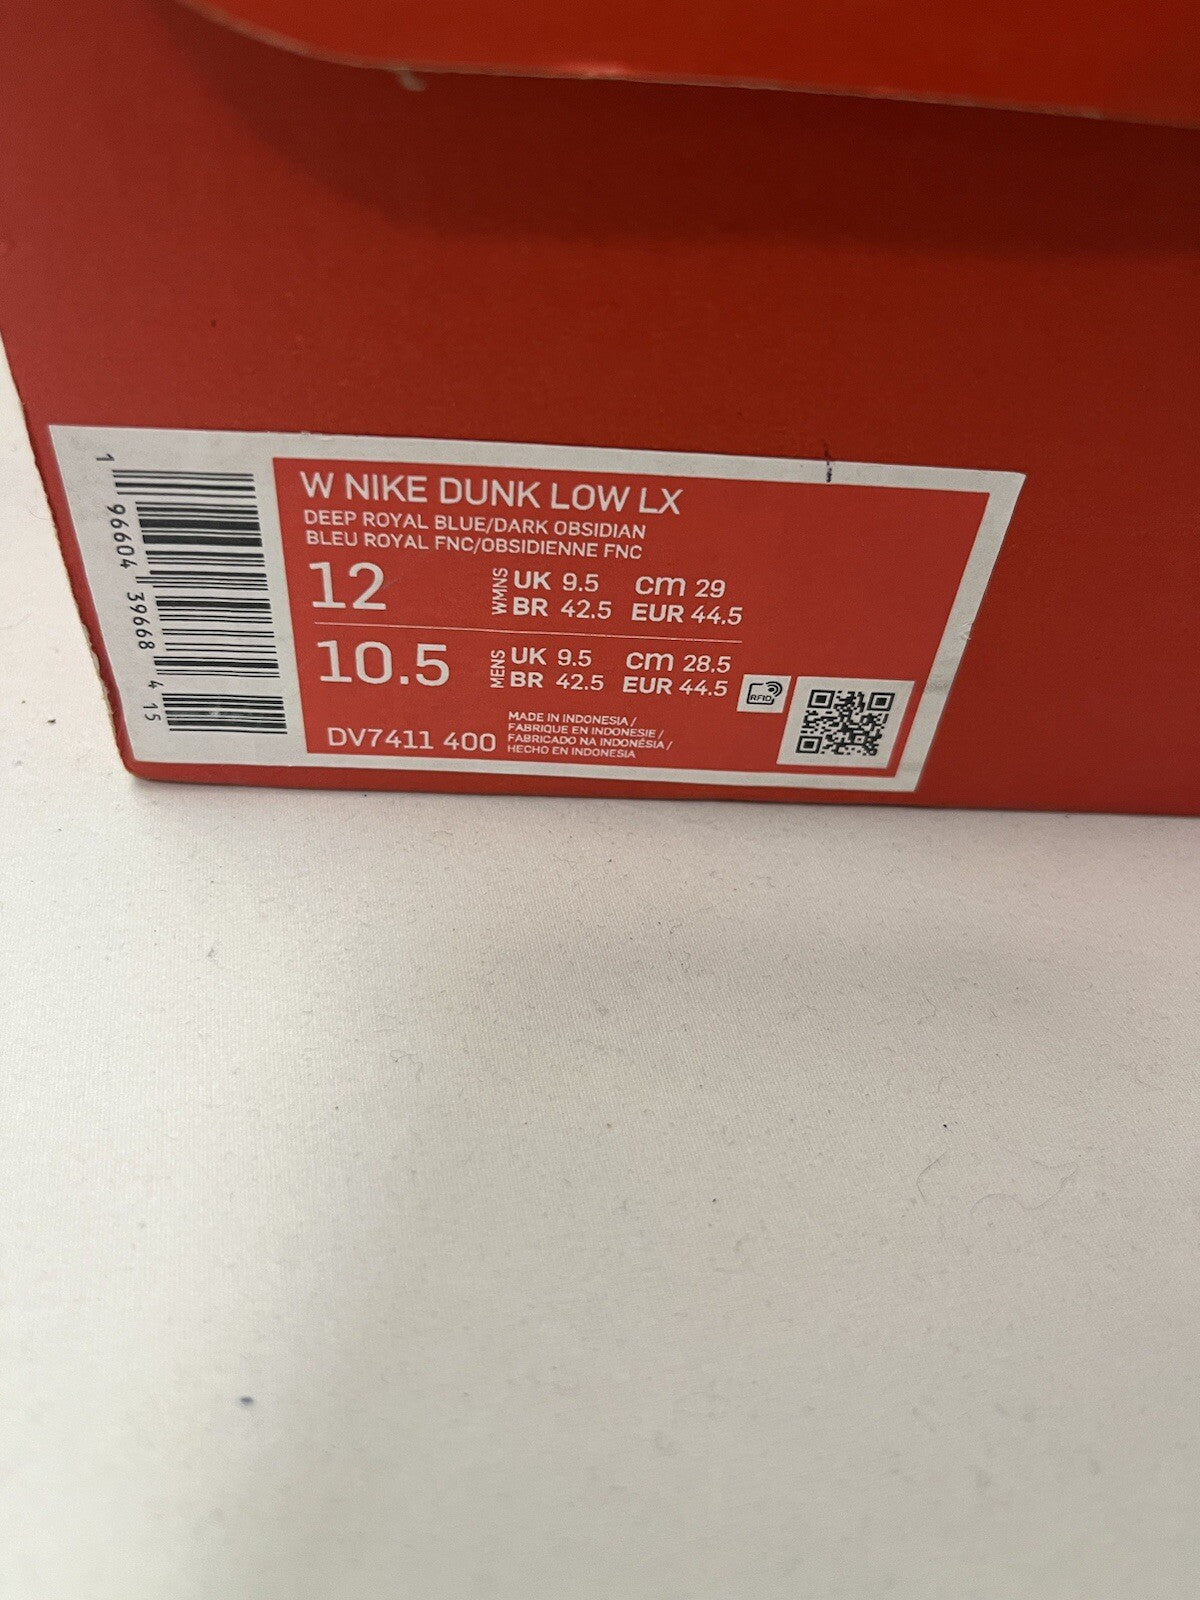 1 96604 39668 4 15
W NIKE DUNK LOW LX
DEEP ROYAL BLUE/DARK OBSIDIAN
BLEU ROYAL FNC/OBSIDIENNE FNC
12 WMNS UK 9.5 cm 29
BR 42.5 EUR 44.5
10.5 MENS UK 9.5 cm 28.5
BR 42.5 EUR 44.5
RFID
DV7411 400
MADE IN INDONESIA /
FABRIQUE EN INDONESIE /
FABRICADO NA INDONÉSIA /
HECHO EN INDONESIA